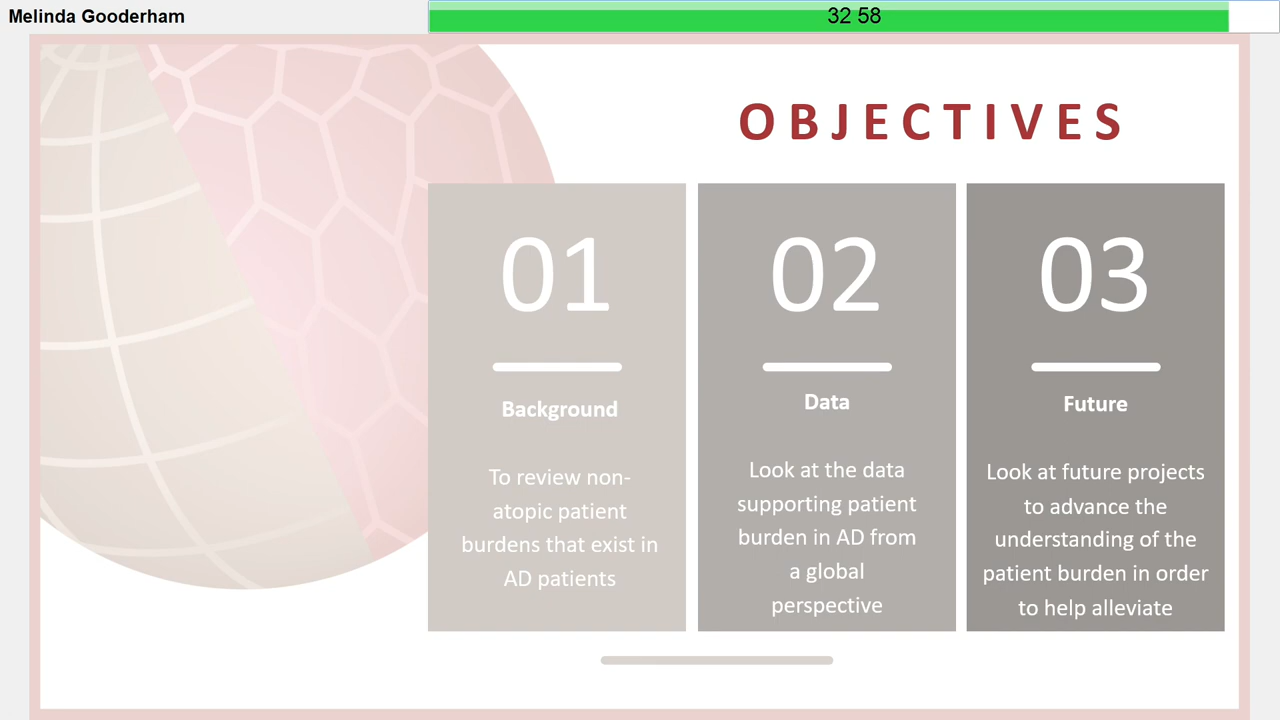 Melinda Gooderham
32 58
OBJECTIVES
01
Background
To review non-
atopic patient
burdens that exist in
AD patients
02
Data
Look at the data
supporting patient
burden in AD from
a global
perspective
03
Future
Look at future projects
to advance the
understanding of the
patient burden in order
to help alleviate